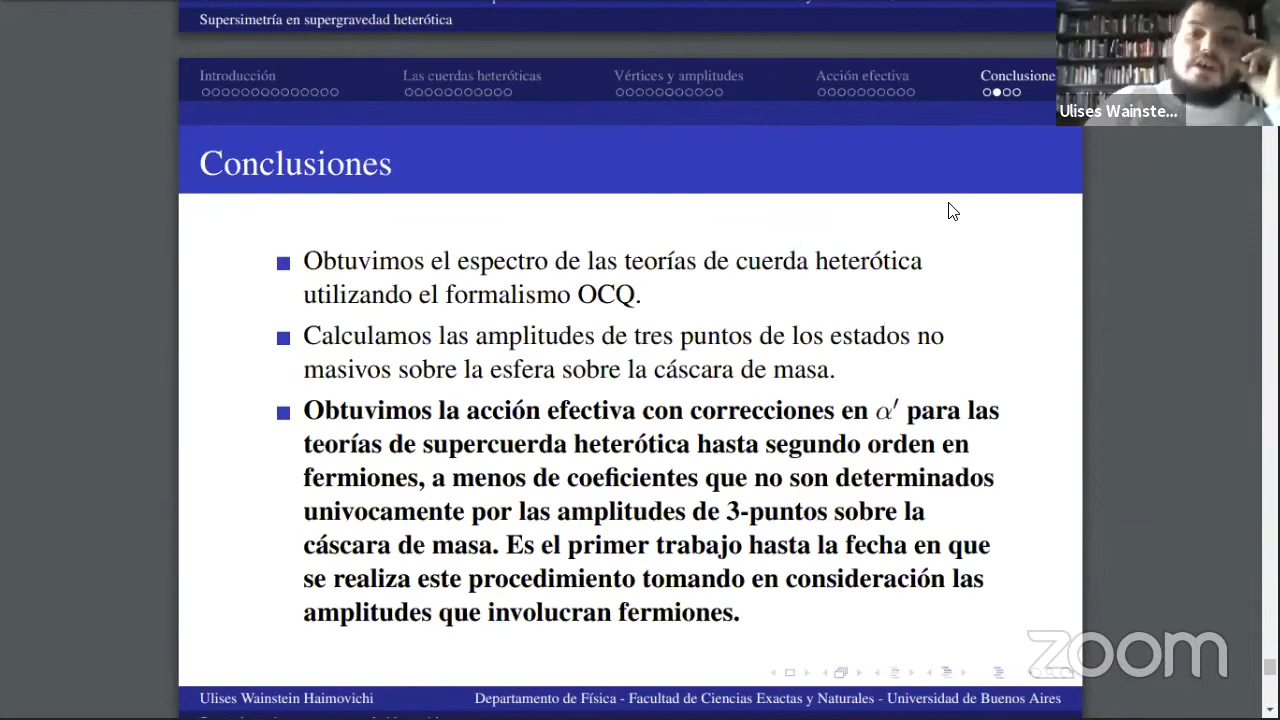 Supersimetría en supergravedad heterótica
Introducción
Las cuerdas heteróticas
Vértices y amplitudes
Acción efectiva
Conclusione
Ulises Wainste...
Conclusiones
Obtuvimos el espectro de las teorías de cuerda heterótica
utilizando el formalismo OCQ.
Calculamos las amplitudes de tres puntos de los estados no
masivos sobre la esfera sobre la cáscara de masa.
Obtuvimos la acción efectiva con correcciones en α′ para las
teorías de supercuerda heterótica hasta segundo orden en
fermiones, a menos de coeficientes que no son determinados
univocamente por las amplitudes de 3-puntos sobre la
cáscara de masa. Es el primer trabajo hasta la fecha en que
se realiza este procedimiento tomando en consideración las
amplitudes que involucran fermiones.
zoom
Ulises Wainstein Haimovichi
Departamento de Física - Facultad de Ciencias Exactas y Naturales - Universidad de Buenos Aires